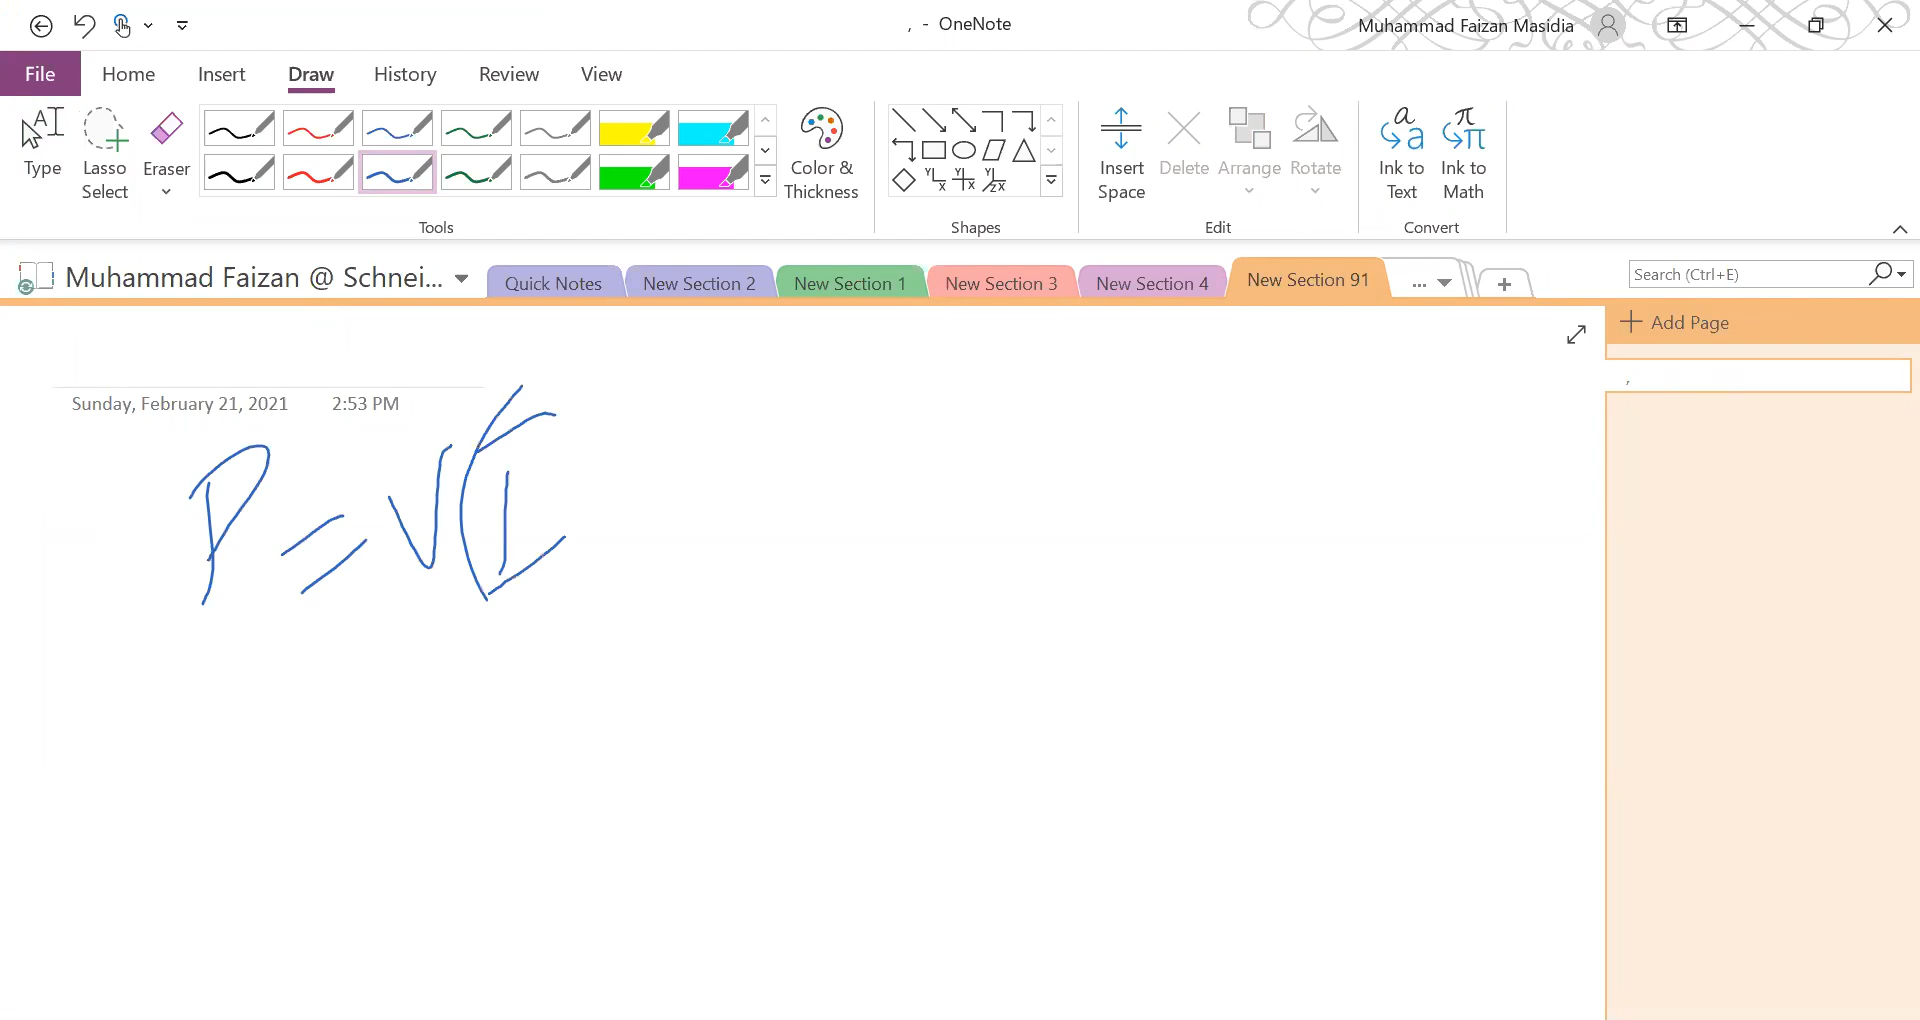 , - OneNote
Muhammad Faizan Masidia
File Home Insert Draw History Review View
Type
Lasso Select
Eraser
Color & Thickness
Insert Space
Delete
Arrange
Rotate
Ink to Text
Ink to Math
Tools
Shapes
Edit
Convert
Muhammad Faizan @ Schnei...
Quick Notes
New Section 2
New Section 1
New Section 3
New Section 4
New Section 91
...
Search (Ctrl+E)
Add Page
,
Sunday, February 21, 2021 2:53 PM
P = V I